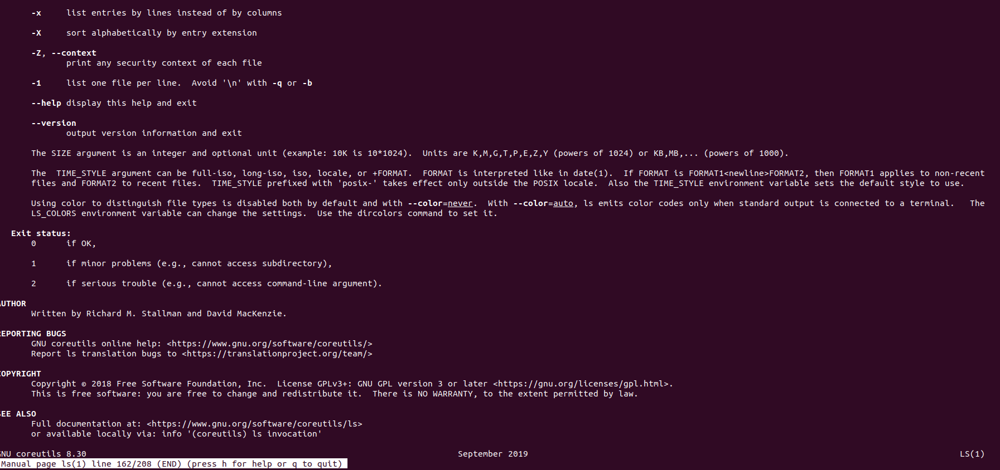 -x     list entries by lines instead of by columns
-X     sort alphabetically by entry extension
-Z, --context
print any security context of each file
-1     list one file per line.  Avoid '\n' with -q or -b
--help display this help and exit
--version
output version information and exit
The SIZE argument is an integer and optional unit (example: 10K is 10*1024).  Units are K,M,G,T,P,E,Z,Y (powers of 1024) or KB,MB,... (powers of 1000).
The  TIME_STYLE argument can be full-iso, long-iso, iso, locale, or +FORMAT.  FORMAT is interpreted like in date(1).  If FORMAT is FORMAT1<newline>FORMAT2, then FORMAT1 applies to non-recent
files and FORMAT2 to recent files.  TIME_STYLE prefixed with 'posix-' takes effect only outside the POSIX locale.  Also the TIME_STYLE environment variable sets the default style to use.
Using color to distinguish file types is disabled both by default and with --color=never.  With --color=auto, ls emits color codes only when standard output is connected to a terminal.   The
LS_COLORS environment variable can change the settings.  Use the dircolors command to set it.
Exit status:
0      if OK,
1      if minor problems (e.g., cannot access subdirectory),
2      if serious trouble (e.g., cannot access command-line argument).
AUTHOR
Written by Richard M. Stallman and David MacKenzie.
REPORTING BUGS
GNU coreutils online help: <https://www.gnu.org/software/coreutils/>
Report ls translation bugs to <https://translationproject.org/team/>
COPYRIGHT
Copyright © 2018 Free Software Foundation, Inc.  License GPLv3+: GNU GPL version 3 or later <https://gnu.org/licenses/gpl.html>.
This is free software: you are free to change and redistribute it.  There is NO WARRANTY, to the extent permitted by law.
SEE ALSO
Full documentation at: <https://www.gnu.org/software/coreutils/ls>
or available locally via: info '(coreutils) ls invocation'
GNU coreutils 8.30     September 2019     LS(1)
Manual page ls(1) line 162/208 (END) (press h for help or q to quit)